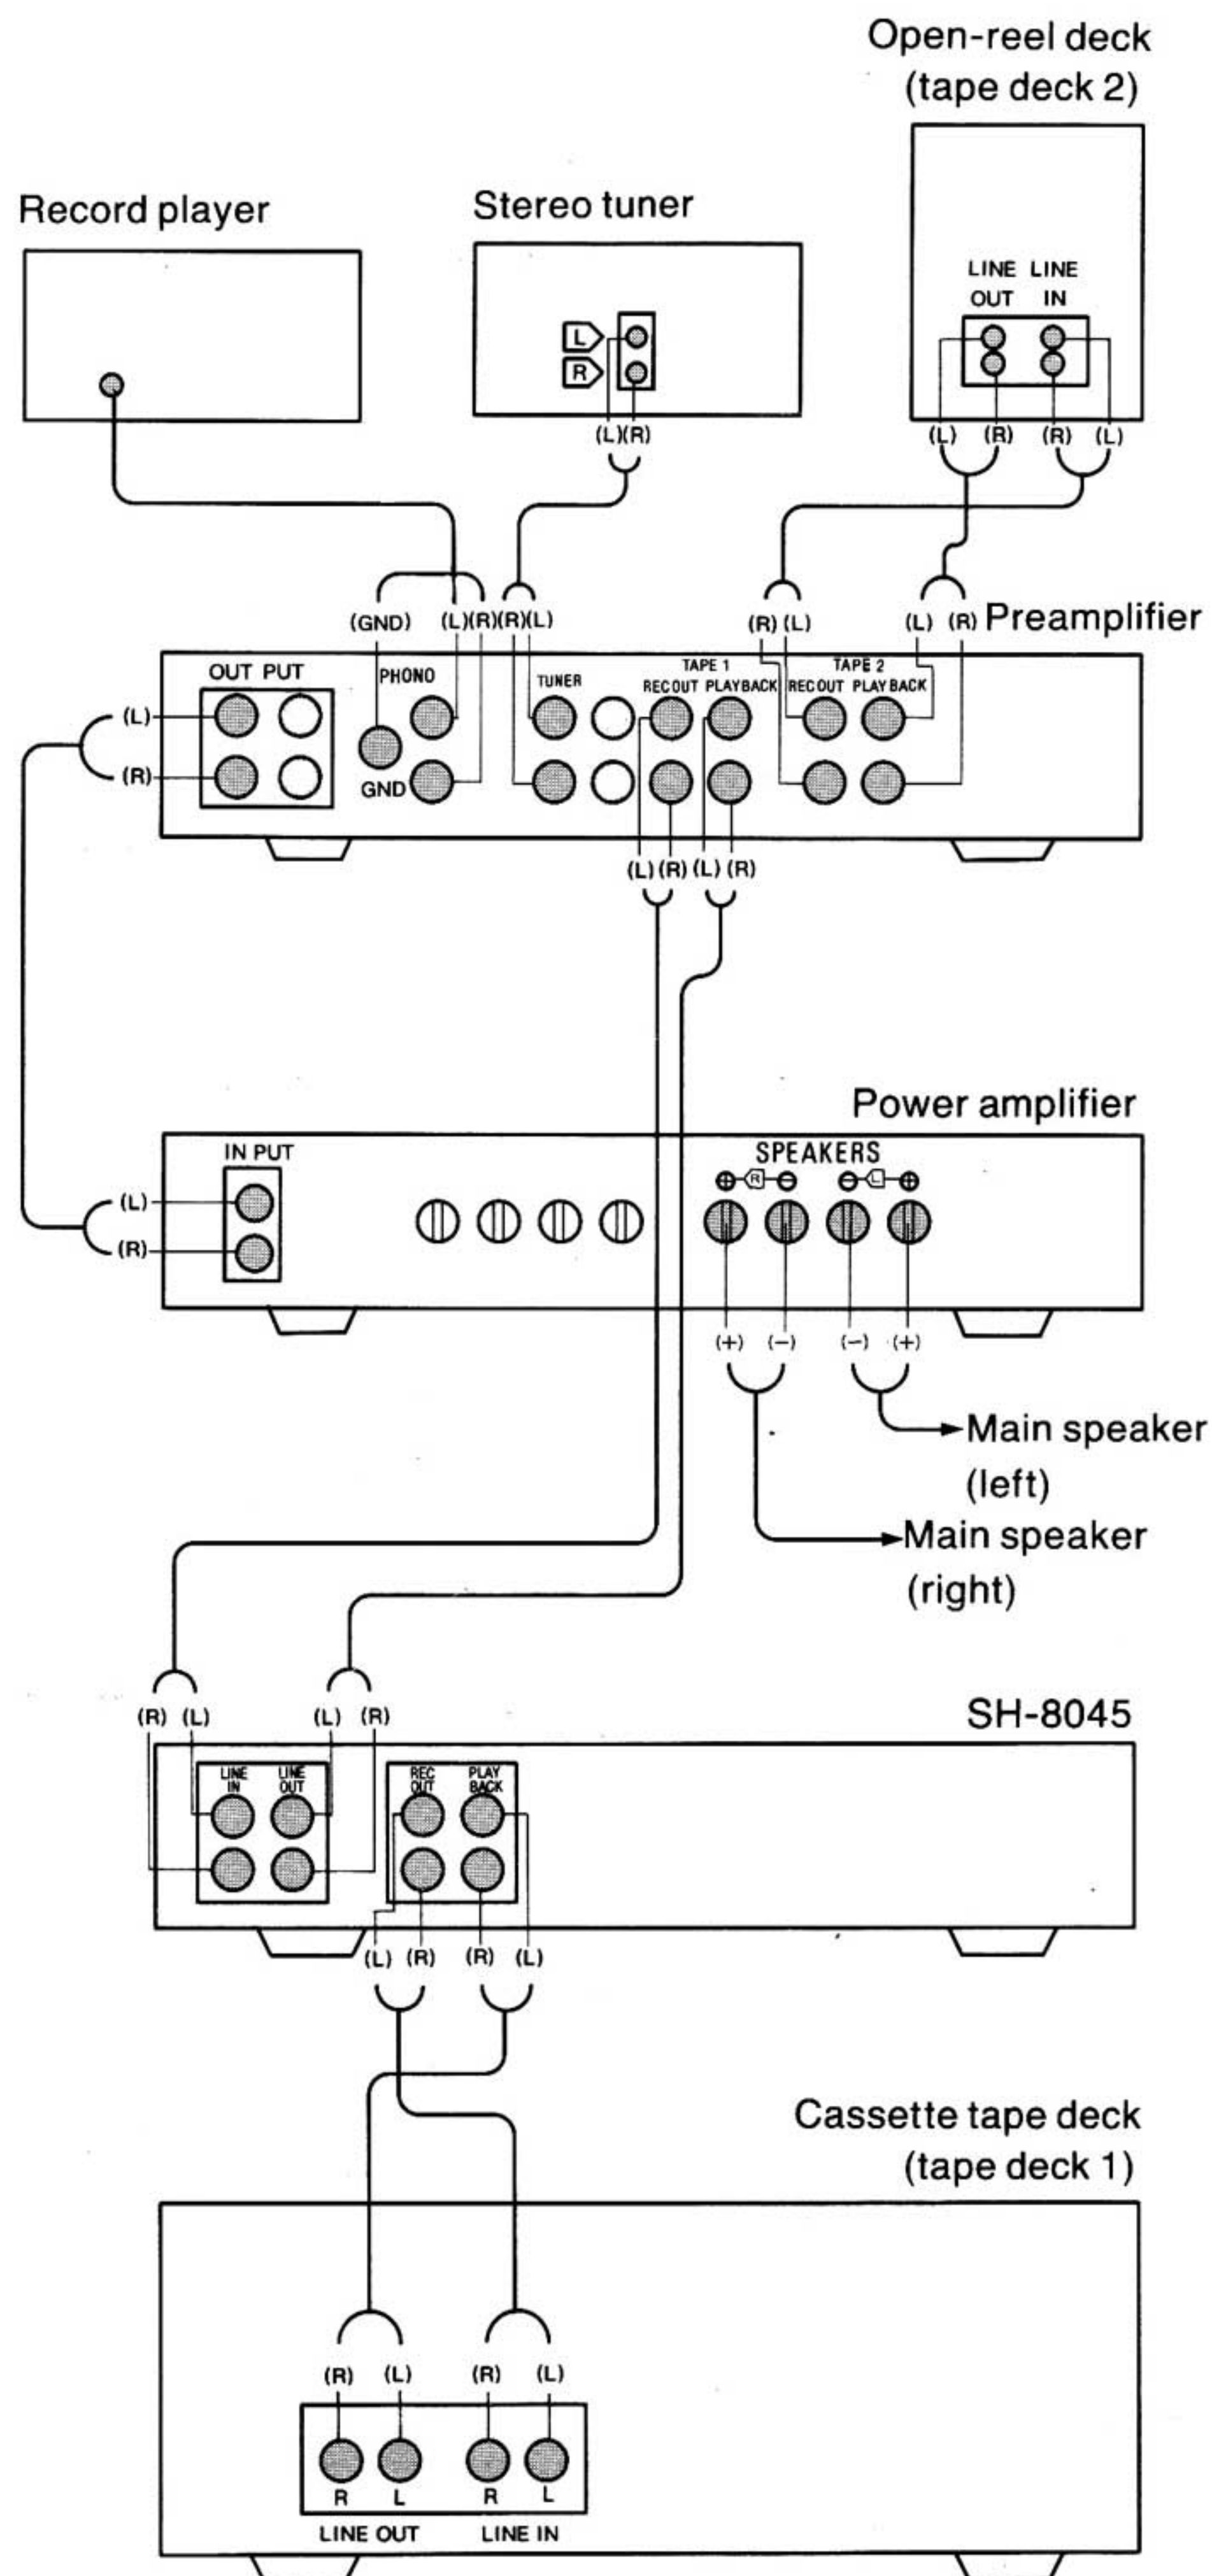 Open-reel deck
(tape deck 2)
Record player
Stereo tuner
LINE LINE
OUT IN
L
R
(L)(R)
(L) (R) (R) (L)
(GND) (L)(R)(R)(L) (R)(L) (L) (R)
Preamplifier
OUT PUT
PHONO
TUNER
TAPE 1
REC OUT PLAYBACK
TAPE 2
REC OUT PLAYBACK
(L)
(R)
GND
(L)(R)(L)(R)
Power amplifier
IN PUT
SPEAKERS
⊕ R ⊖ ⊖ L ⊕
(L)
(R)
(+) (−) (−) (+)
Main speaker
(left)
Main speaker
(right)
(R) (L) (L) (R)
SH-8045
LINE IN
LINE OUT
REC OUT
PLAY BACK
(L) (R) (R) (L)
Cassette tape deck
(tape deck 1)
(R) (L) (R) (L)
R L R L
LINE OUT LINE IN